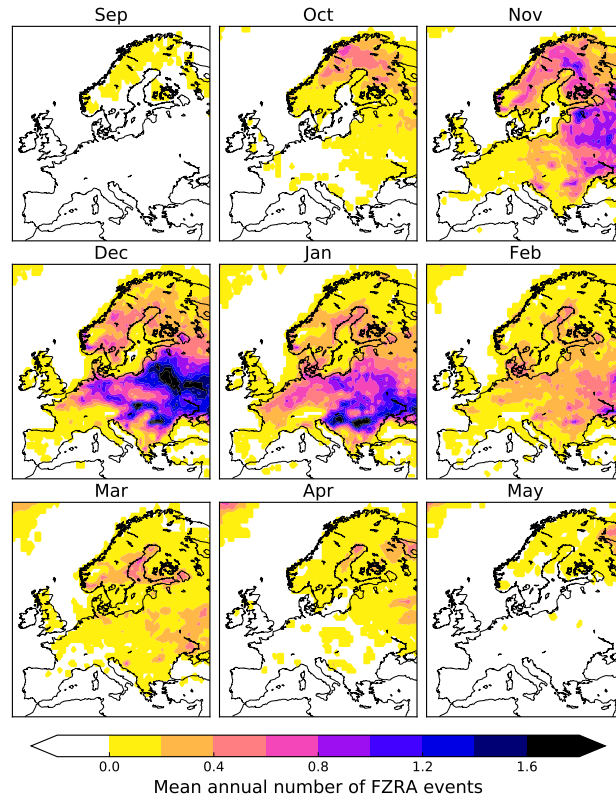 Sep Oct Nov
Dec Jan Feb
Mar Apr May
0.0 0.4 0.8 1.2 1.6
Mean annual number of FZRA events